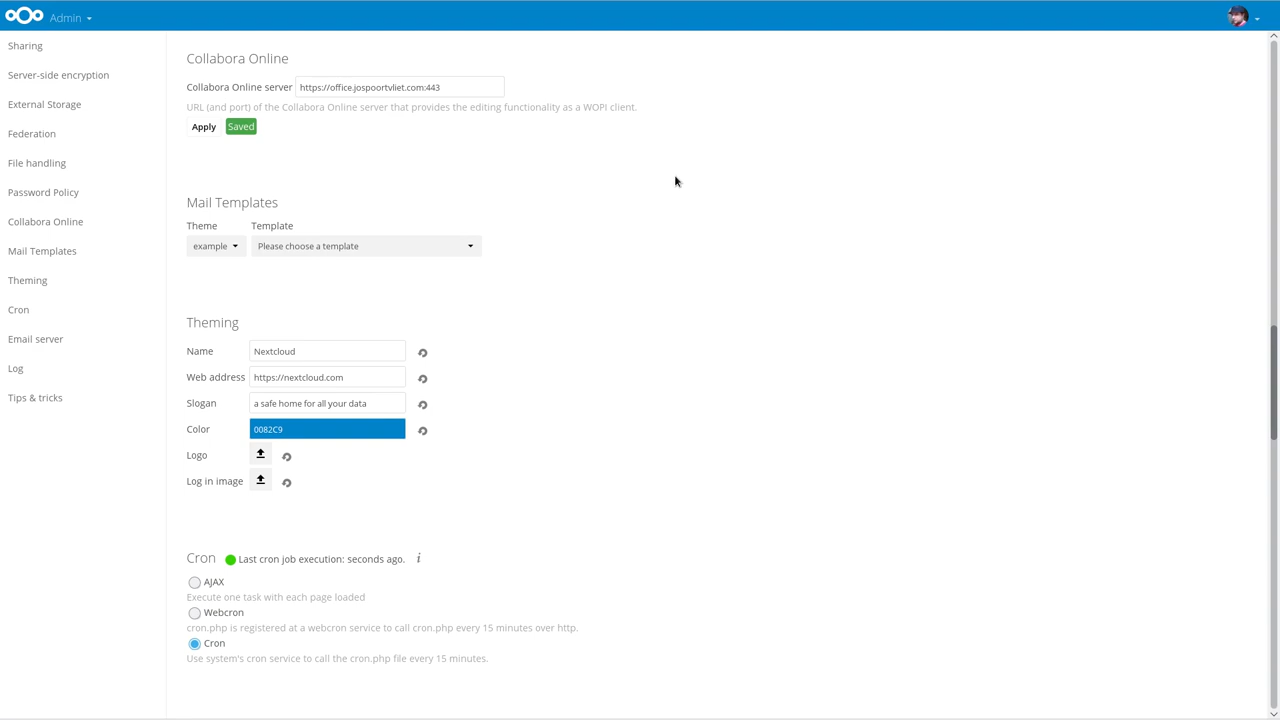 Admin
Sharing
Server-side encryption
External Storage
Federation
File handling
Password Policy
Collabora Online
Mail Templates
Theming
Cron
Email server
Log
Tips & tricks
Collabora Online
Collabora Online server https://office.jospoortvliet.com:443
URL (and port) of the Collabora Online server that provides the editing functionality as a WOPI client.
Apply Saved
Mail Templates
Theme Template
example Please choose a template
Theming
Name Nextcloud
Web address https://nextcloud.com
Slogan a safe home for all your data
Color 0082C9
Logo
Log in image
Cron Last cron job execution: seconds ago. i
AJAX
Execute one task with each page loaded
Webcron
cron.php is registered at a webcron service to call cron.php every 15 minutes over http.
Cron
Use system's cron service to call the cron.php file every 15 minutes.